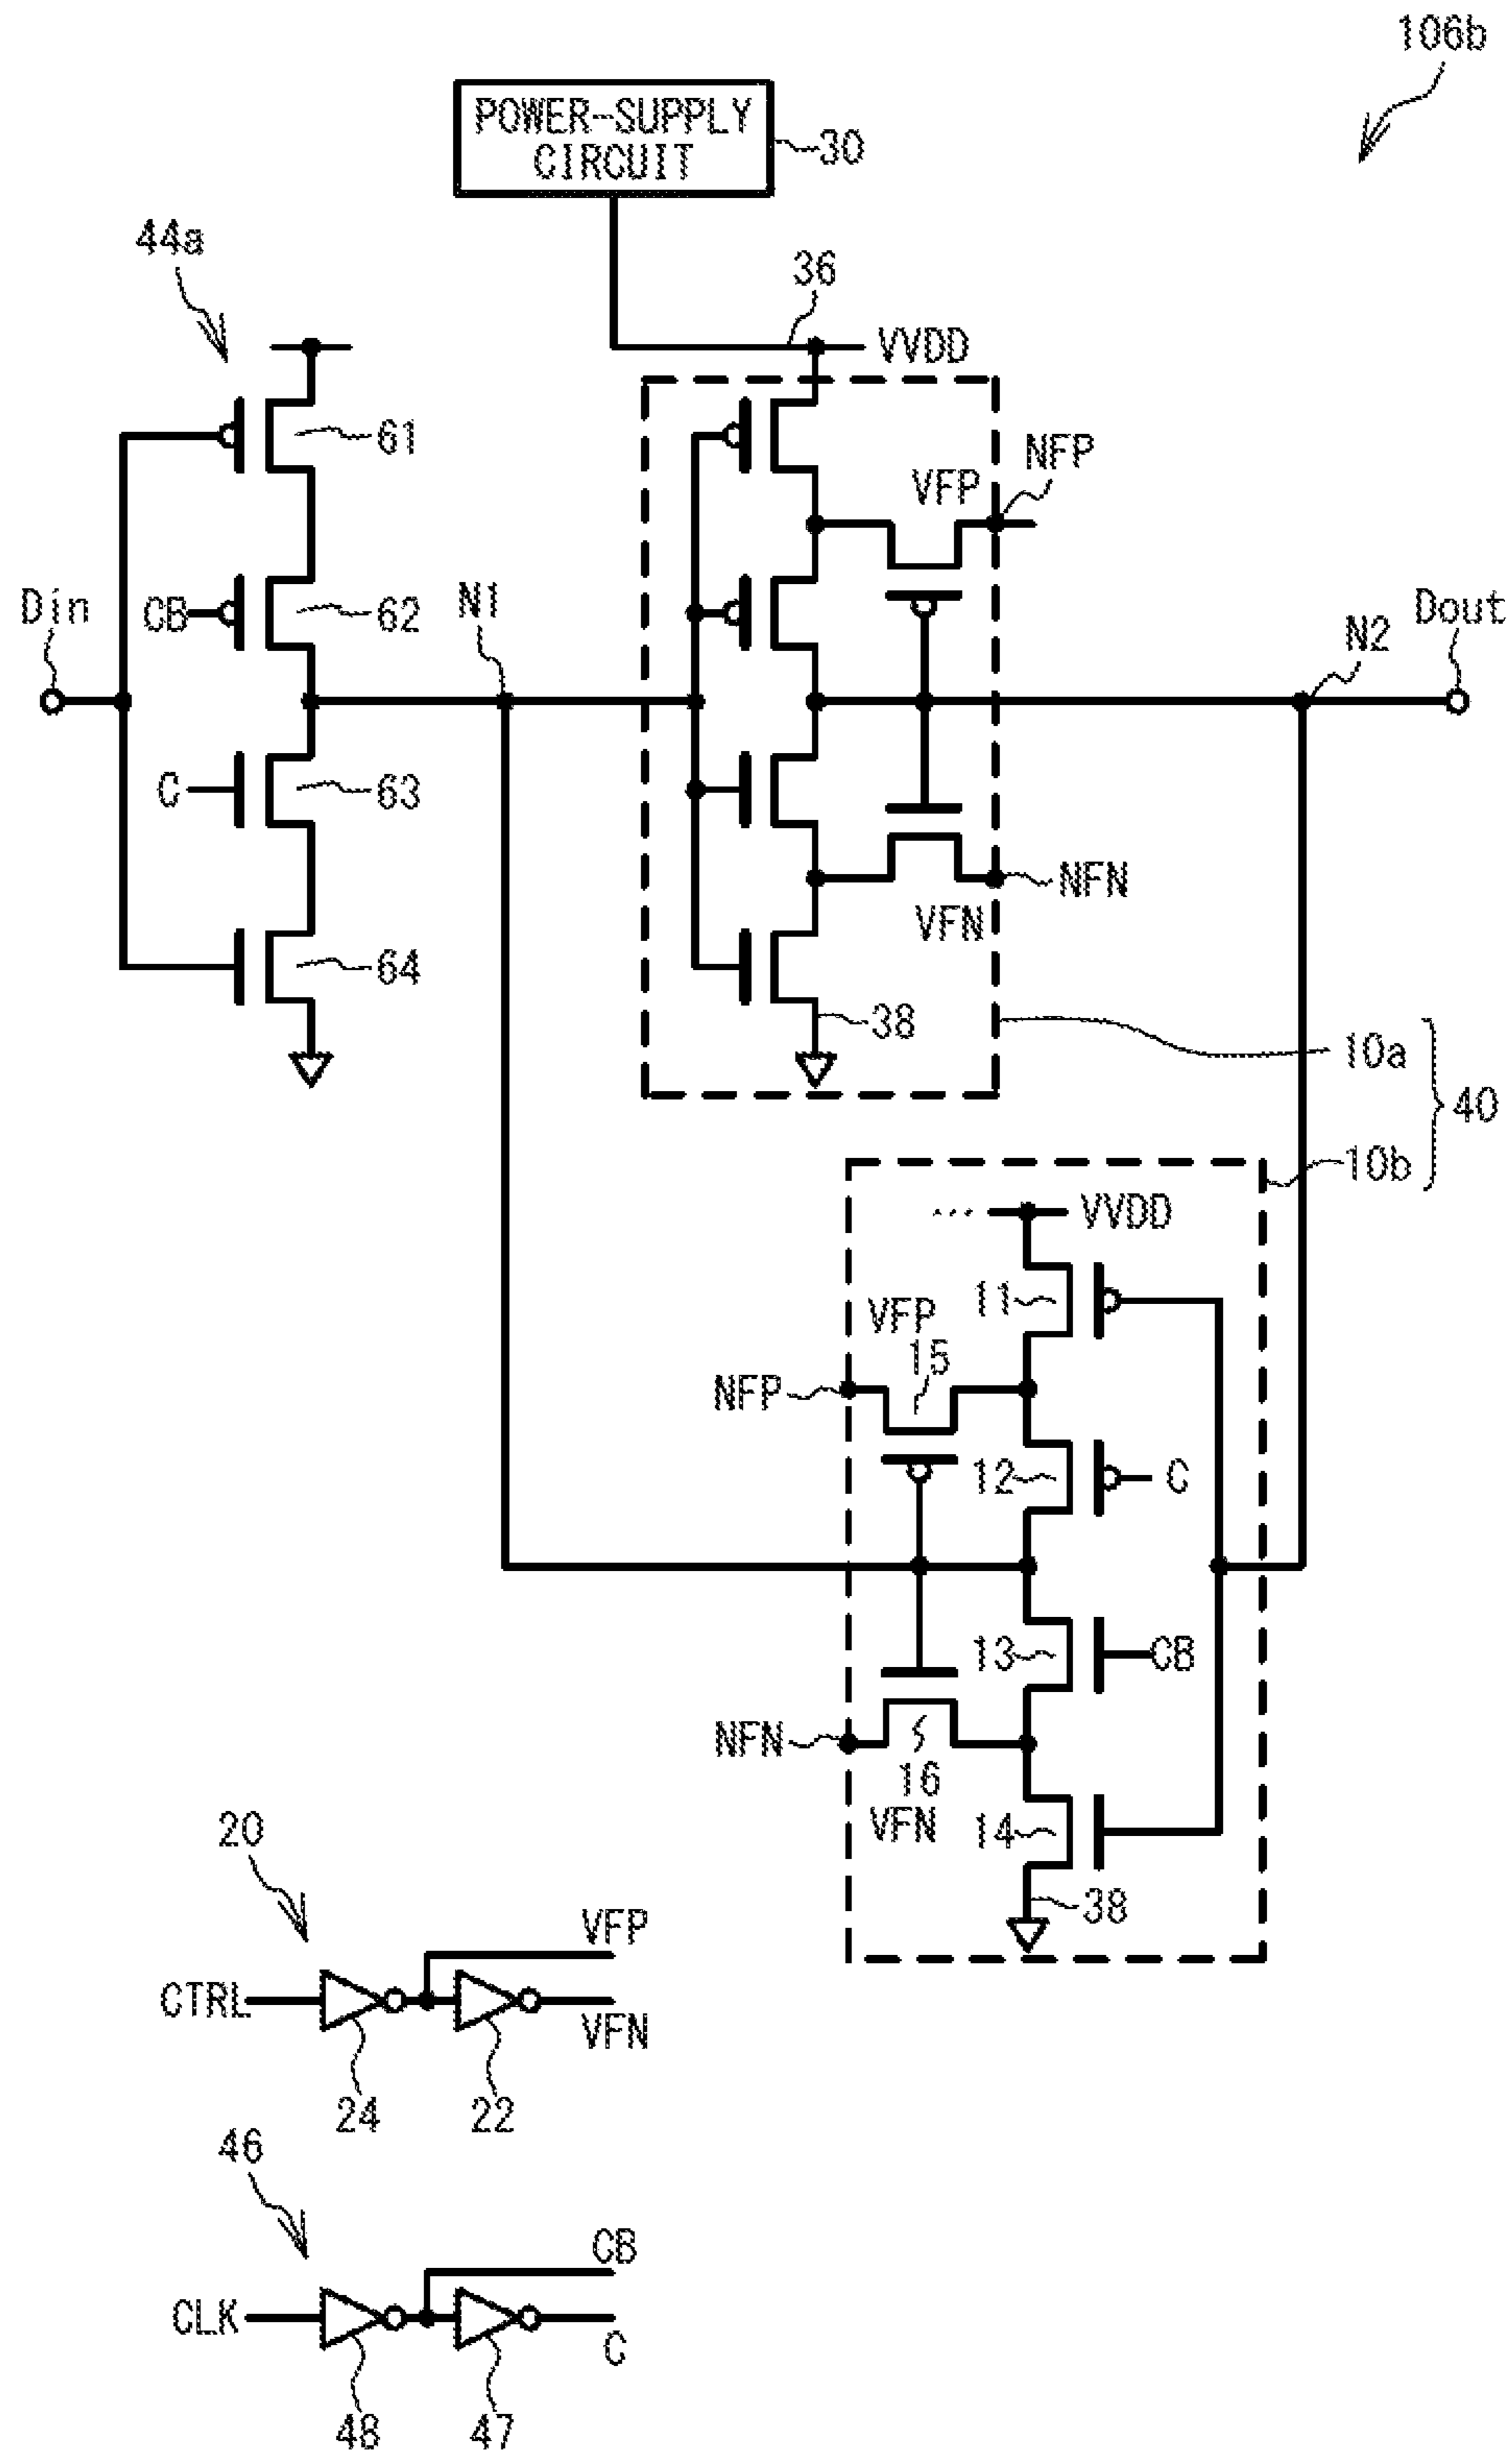 106b
POWER-SUPPLY
CIRCUIT
30
44a
36
VVDD
61
VFP
NFP
Din
CB
62
N1
N2
Dout
C
63
NFN
VFN
64
38
10a
40
10b
VVDD
11
VFP
15
NFP
12
C
13
CB
NFN
16
VFN
14
38
20
VFP
CTRL
VFN
24
22
46
CB
CLK
C
48
47